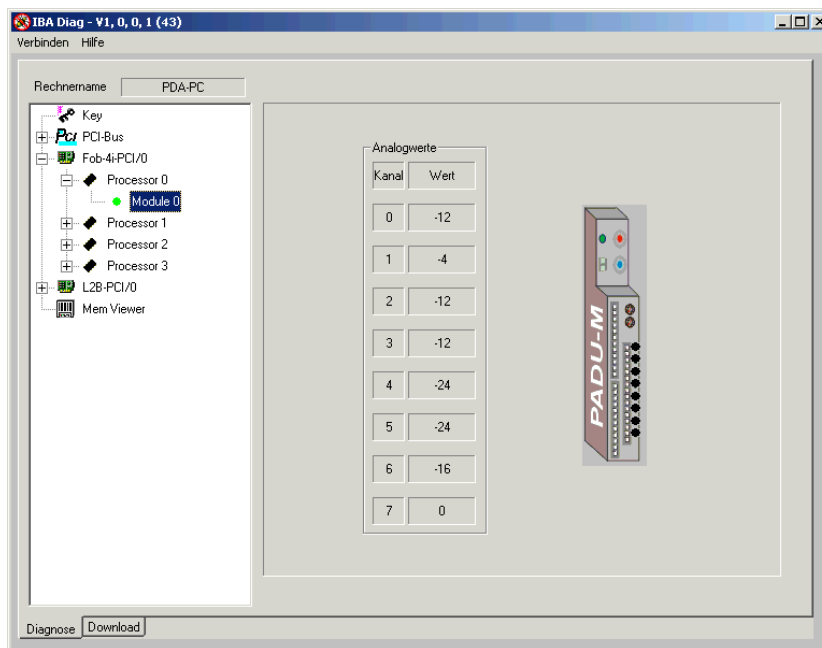 IBA Diag - V1, 0, 0, 1 (43)
Verbinden Hilfe
Rechnername PDA-PC
Key
PCI PCI-Bus
Fob-4i-PCI/0
Processor 0
Module 0
Processor 1
Processor 2
Processor 3
L2B-PCI/0
Mem Viewer
Analogwerte
Kanal Wert
0 -12
1 -4
2 -12
3 -12
4 -24
5 -24
6 -16
7 0
PADU-M
Diagnose Download